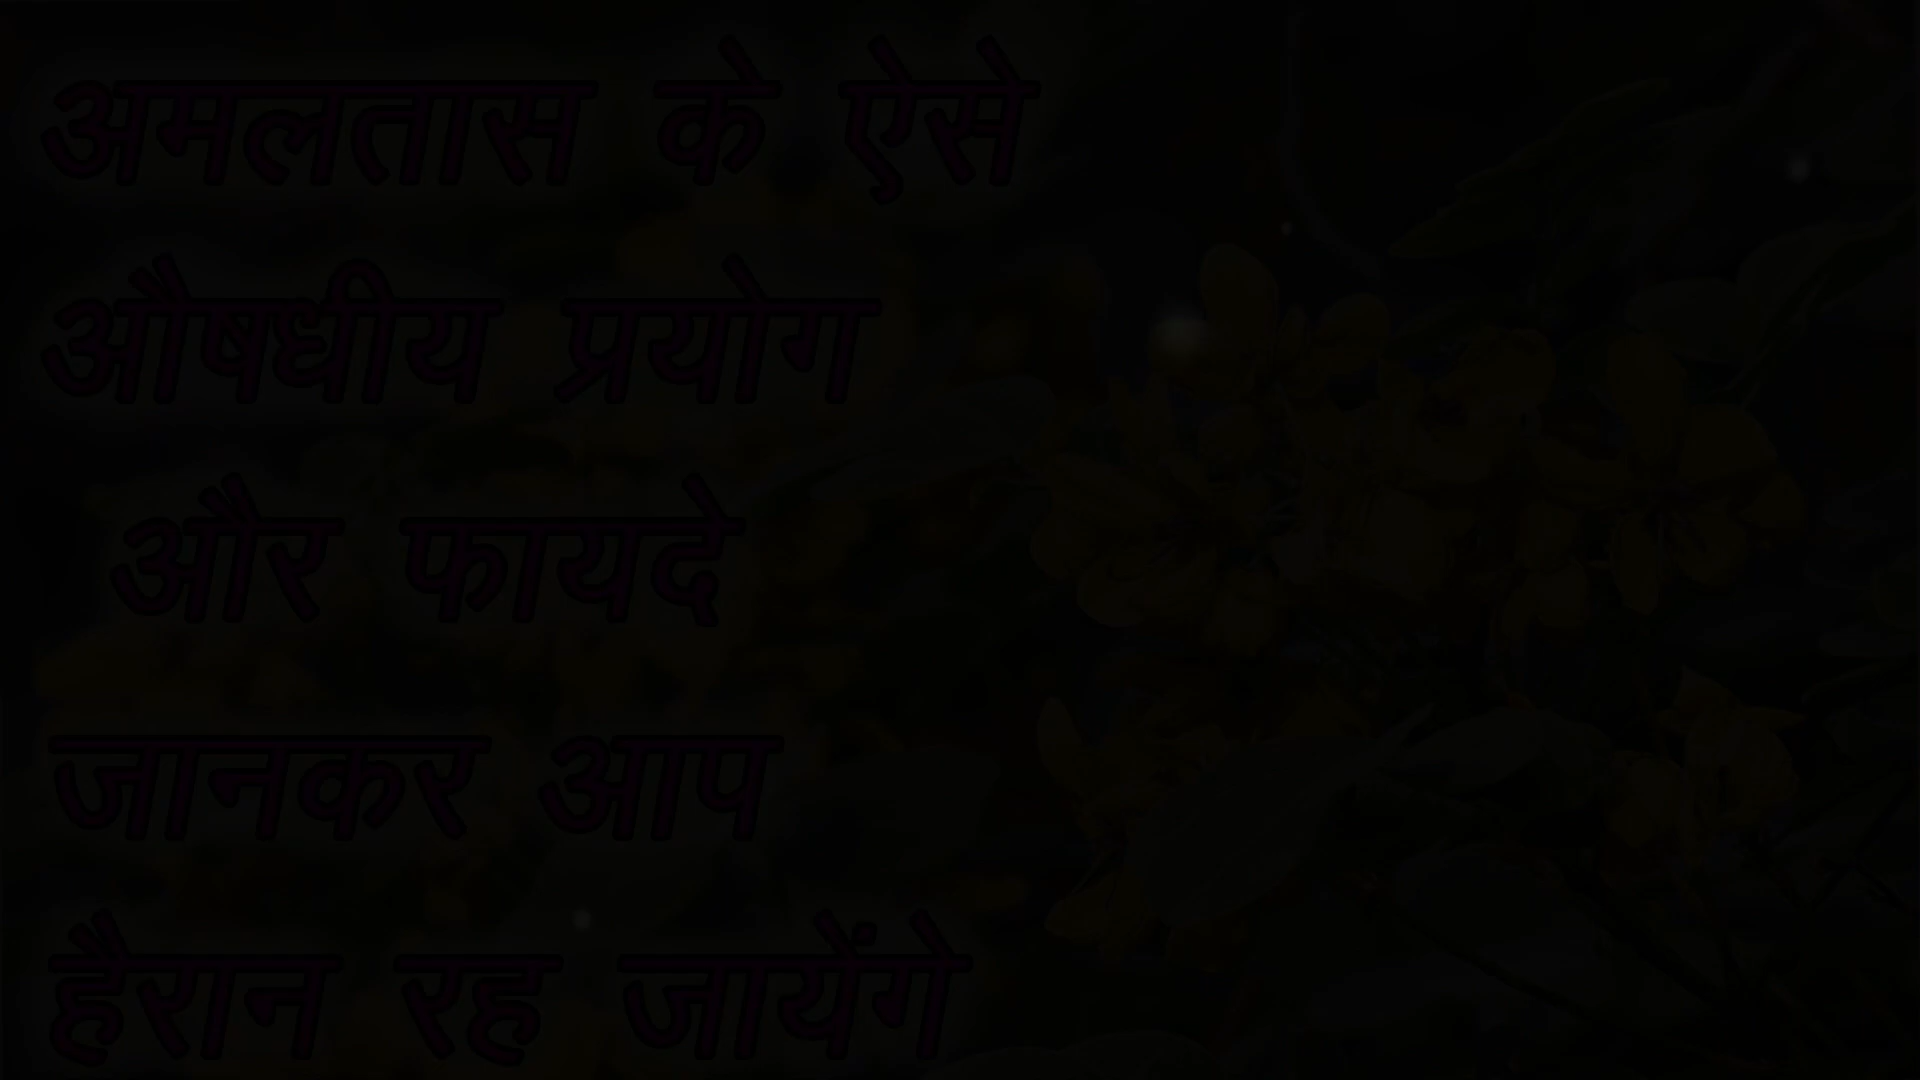 अमलतास के ऐसे
औषधीय प्रयोग
और फायदे
जानकर आप
हैरान रह जायेंगे